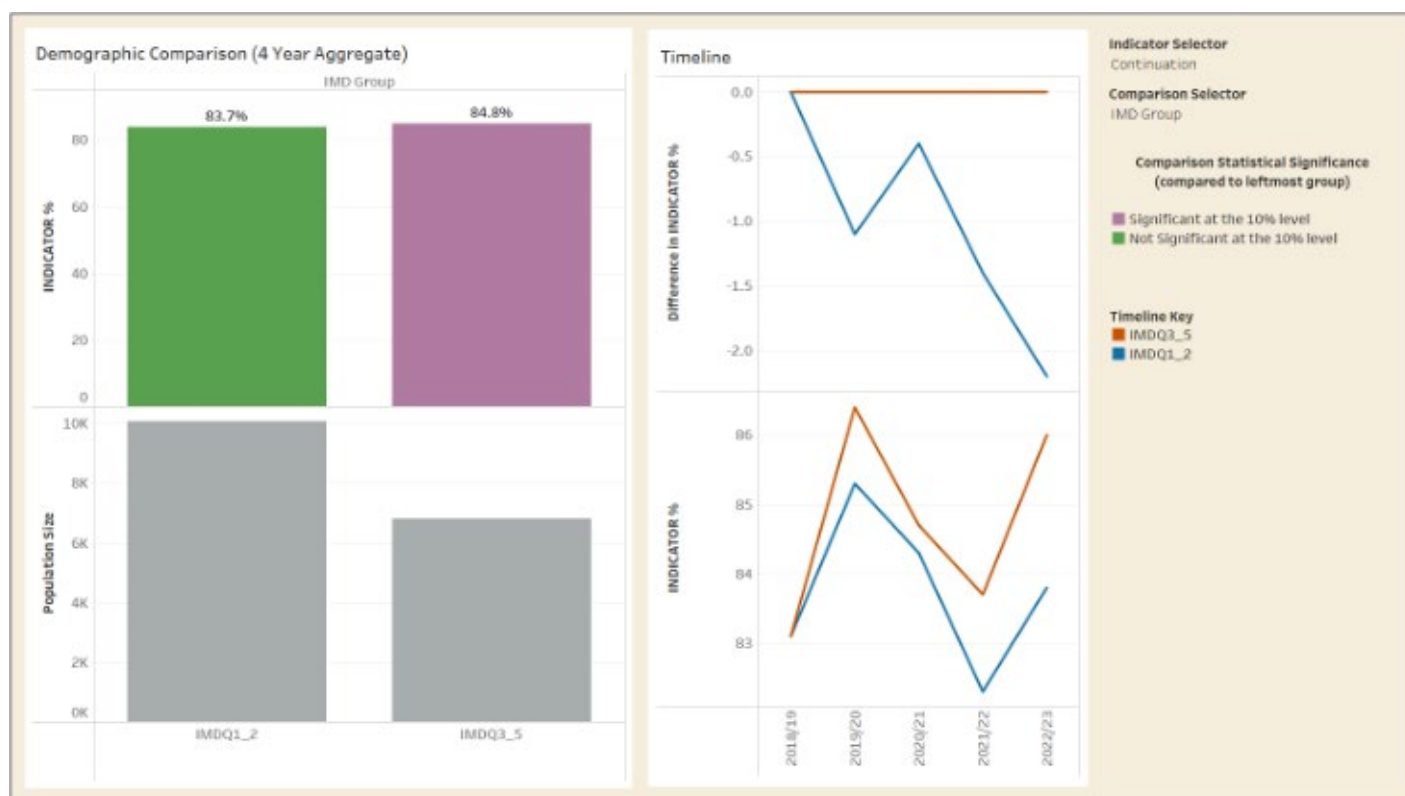 Demographic Comparison (4 Year Aggregate)
IMD Group
83.7%
84.8%
INDICATOR %
80
60
40
20
0
Population Size
10K
8K
6K
4K
2K
0K
IMDQ1_2
IMDQ3_5
Timeline
Difference in INDICATOR %
0.0
-0.5
-1.0
-1.5
-2.0
INDICATOR %
86
85
84
83
2018/19
2019/20
2020/21
2021/22
2022/23
Indicator Selector
Continuation
Comparison Selector
IMD Group
Comparison Statistical Significance
(compared to leftmost group)
Significant at the 10% level
Not Significant at the 10% level
Timeline Key
IMDQ3_5
IMDQ1_2